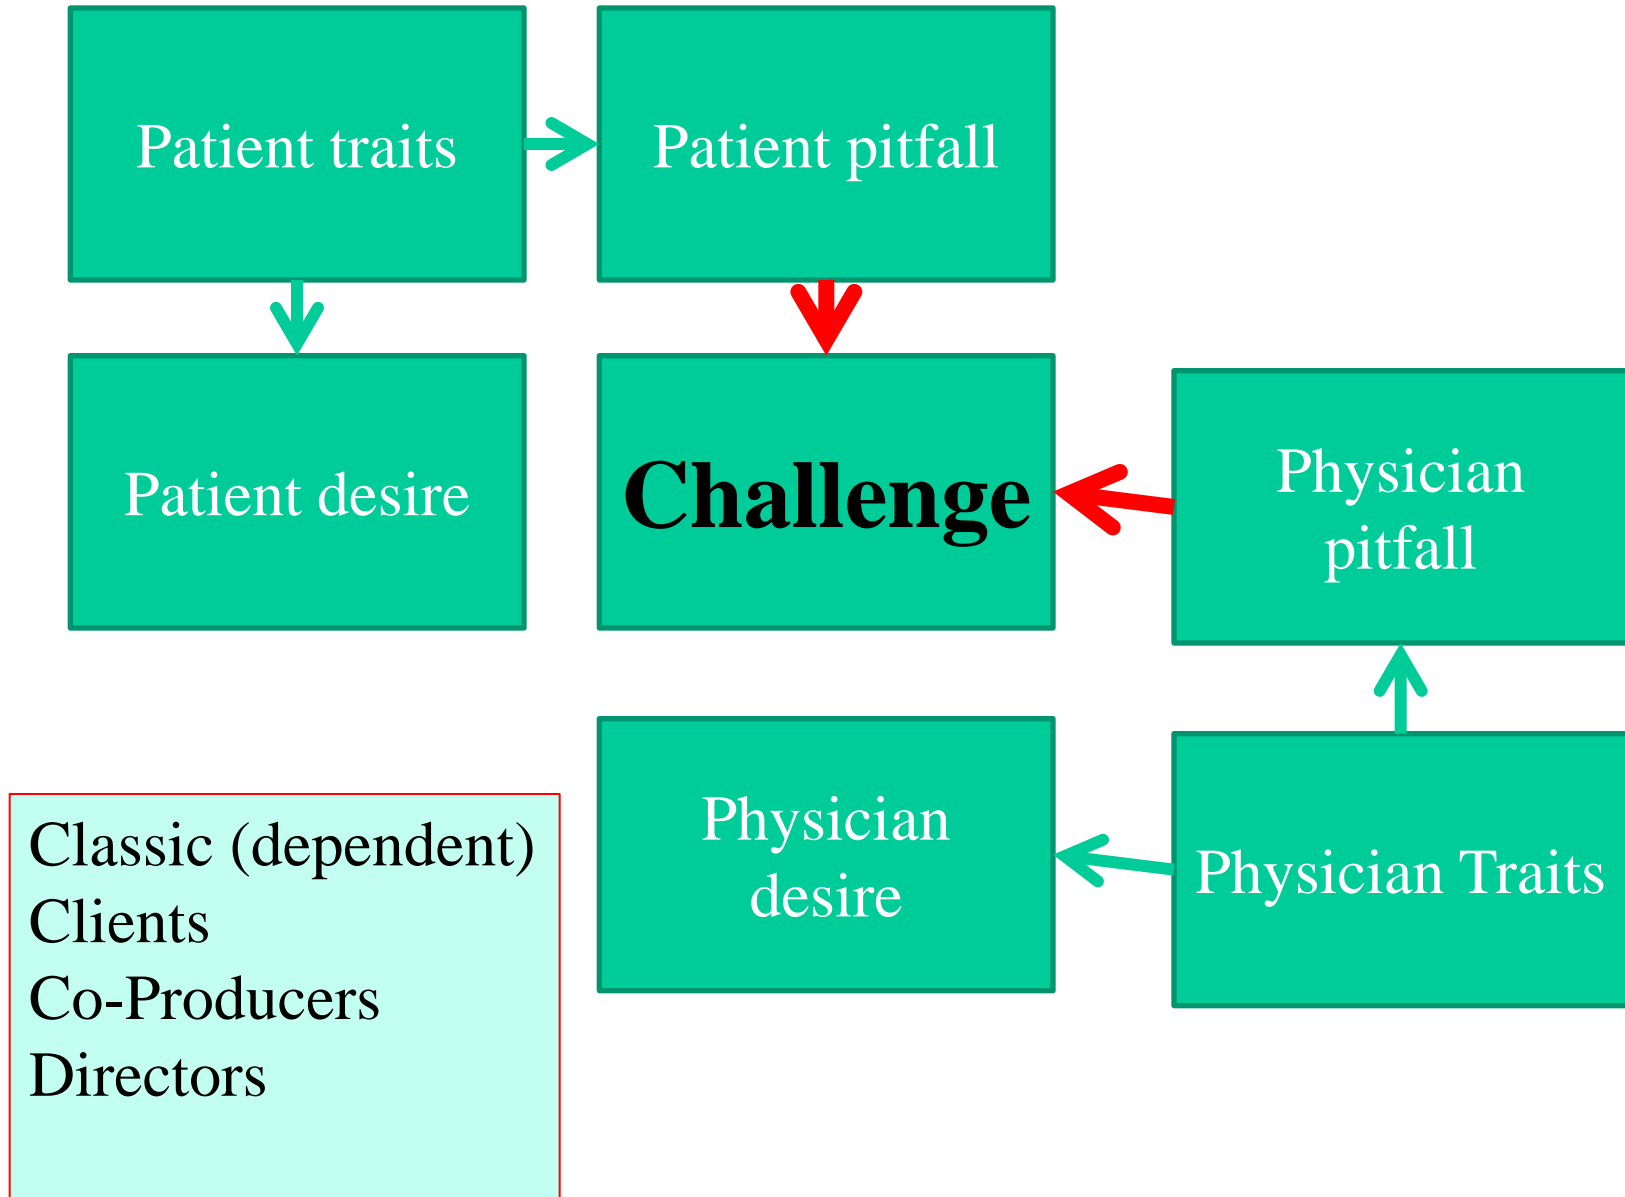 Patient traits
Patient pitfall
Patient desire
Challenge
Physician
pitfall
Physician
desire
Physician Traits
Classic (dependent)
Clients
Co-Producers
Directors